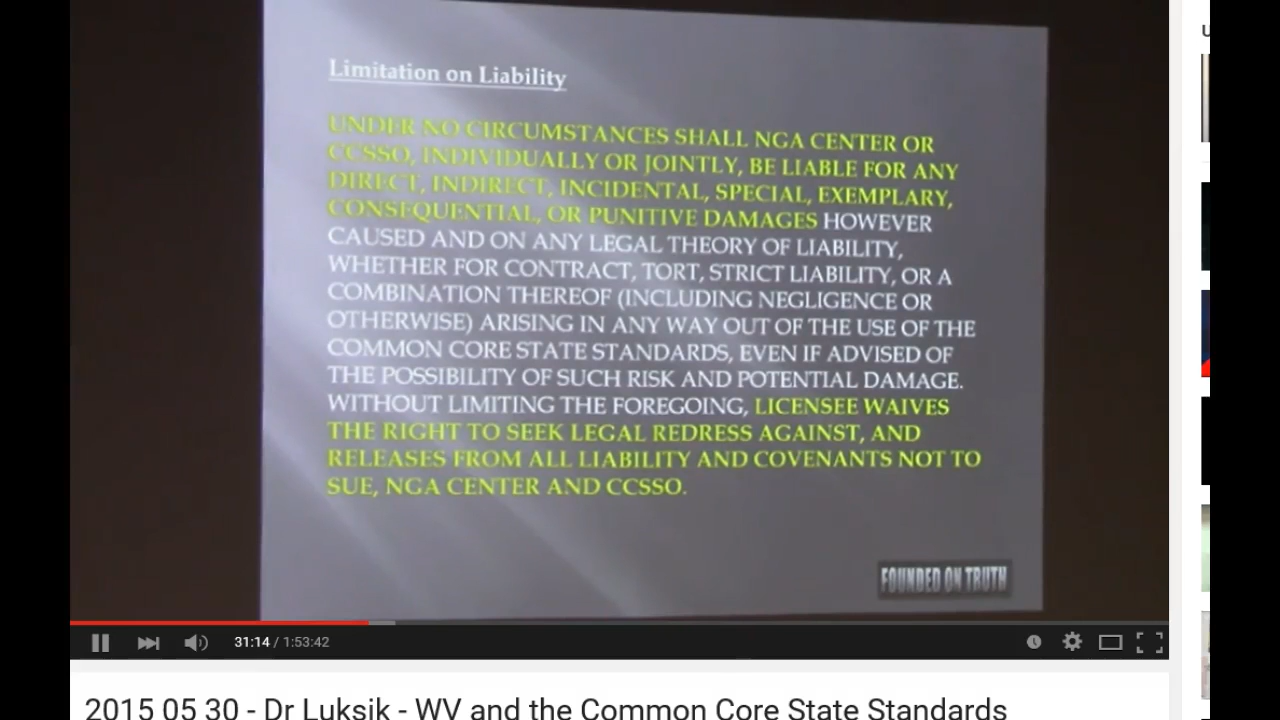 Limitation on Liability
UNDER NO CIRCUMSTANCES SHALL NGA CENTER OR
CCSSO, INDIVIDUALLY OR JOINTLY, BE LIABLE FOR ANY
DIRECT, INDIRECT, INCIDENTAL, SPECIAL, EXEMPLARY,
CONSEQUENTIAL, OR PUNITIVE DAMAGES HOWEVER
CAUSED AND ON ANY LEGAL THEORY OF LIABILITY,
WHETHER FOR CONTRACT, TORT, STRICT LIABILITY, OR A
COMBINATION THEREOF (INCLUDING NEGLIGENCE OR
OTHERWISE) ARISING IN ANY WAY OUT OF THE USE OF THE
COMMON CORE STATE STANDARDS, EVEN IF ADVISED OF
THE POSSIBILITY OF SUCH RISK AND POTENTIAL DAMAGE.
WITHOUT LIMITING THE FOREGOING, LICENSEE WAIVES
THE RIGHT TO SEEK LEGAL REDRESS AGAINST, AND
RELEASES FROM ALL LIABILITY AND COVENANTS NOT TO
SUE, NGA CENTER AND CCSSO.
FOUNDED ON TRUTH
31:14 / 1:53:42
2015 05 30 - Dr Luksik - WV and the Common Core State Standards